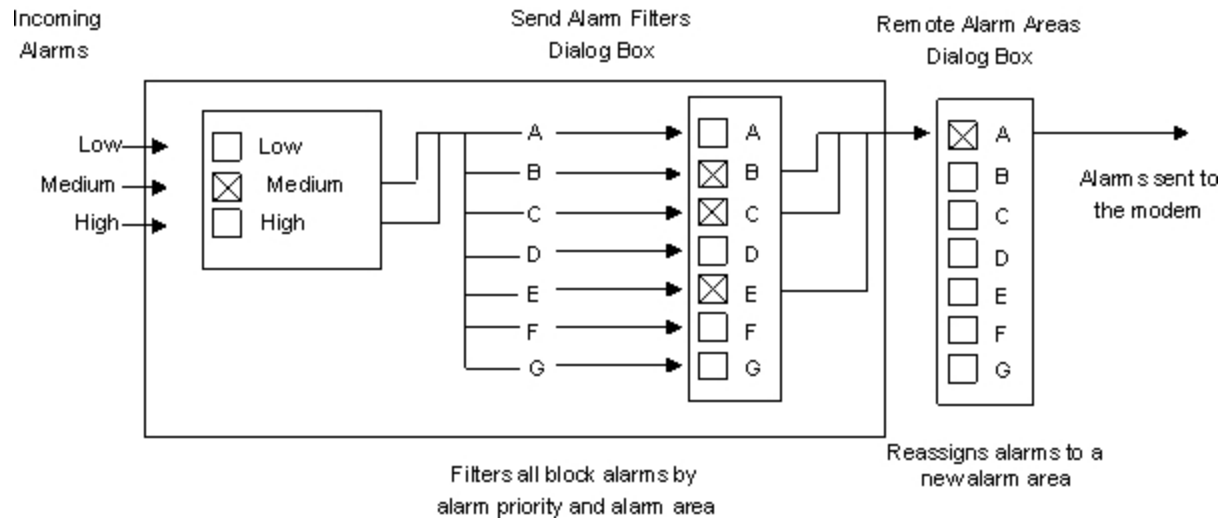 Incoming
Alarms
Send Alarm Filters
Dialog Box
Remote Alarm Areas
Dialog Box
Low
Medium
High
Low
Medium
High
A
B
C
D
E
F
G
A
B
C
D
E
F
G
A
B
C
D
E
F
G
Alarms sent to
the modem
Filters all block alarms by
alarm priority and alarm area
Reassigns alarms to a
new alarm area